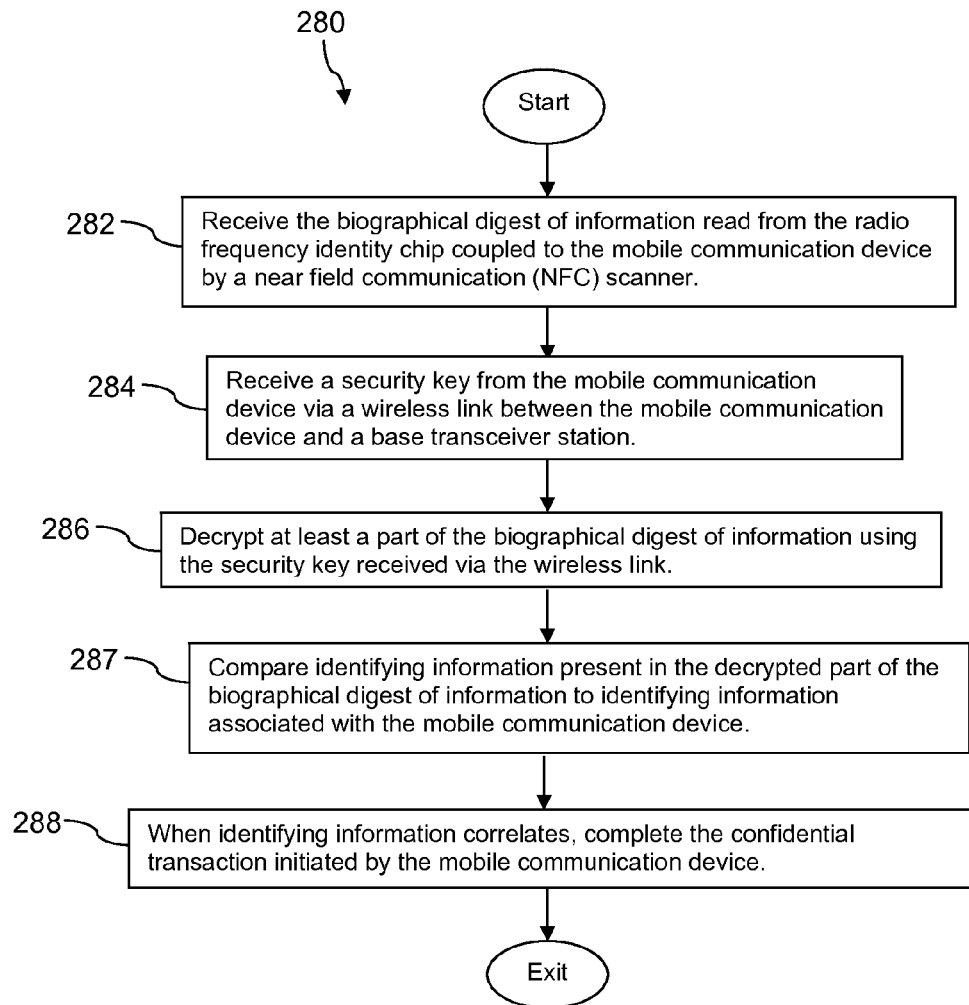 280
Start
282
Receive the biographical digest of information read from the radio
frequency identity chip coupled to the mobile communication device
by a near field communication (NFC) scanner.
284
Receive a security key from the mobile communication
device via a wireless link between the mobile communication
device and a base transceiver station.
286
Decrypt at least a part of the biographical digest of information using
the security key received via the wireless link.
287
Compare identifying information present in the decrypted part of the
biographical digest of information to identifying information
associated with the mobile communication device.
288
When identifying information correlates, complete the confidential
transaction initiated by the mobile communication device.
Exit